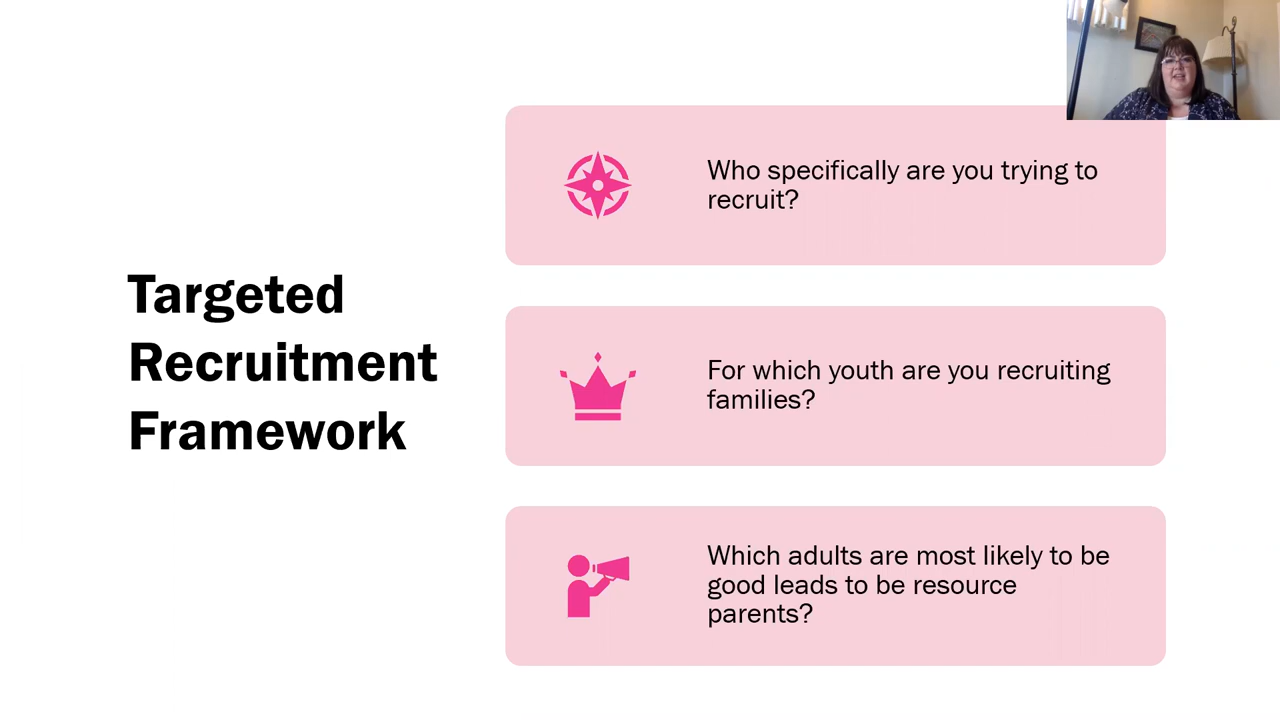 Targeted
Recruitment
Framework
Who specifically are you trying to
recruit?
For which youth are you recruiting
families?
Which adults are most likely to be
good leads to be resource
parents?